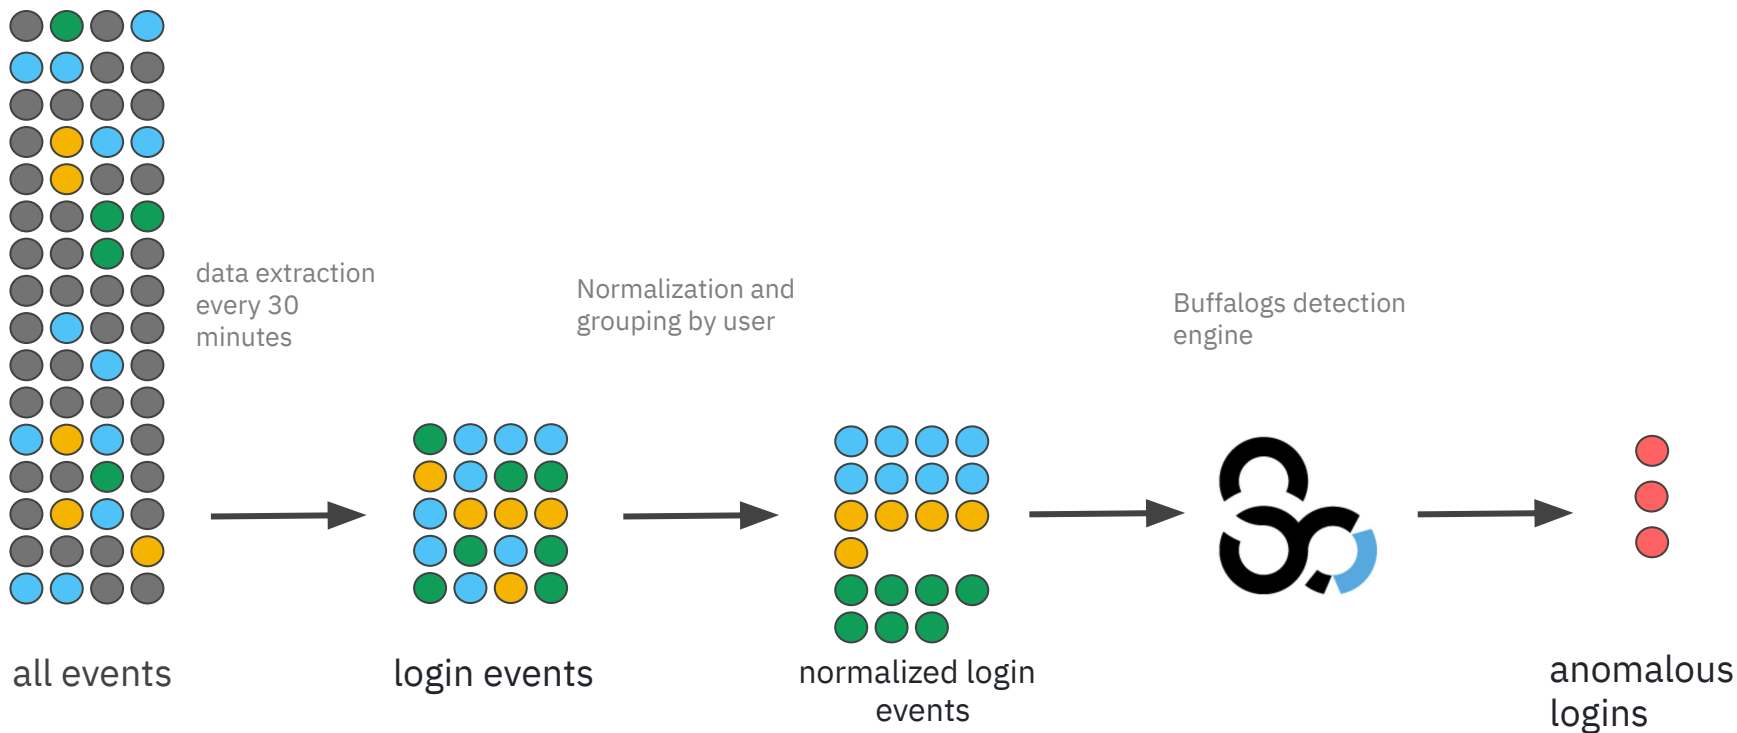 data extraction
every 30
minutes
Normalization and
grouping by user
Buffalogs detection
engine
all events
login events
normalized login
events
anomalous
logins